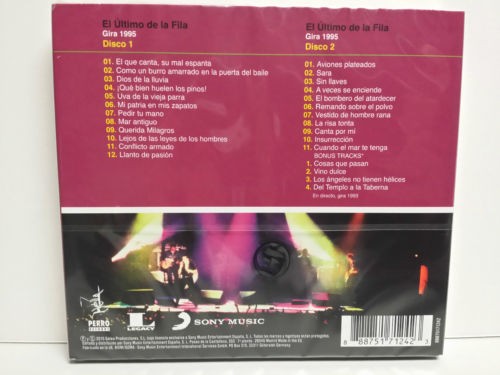 El Último de la Fila
Gira 1995
Disco 1
01. El que canta, su mal espanta
02. Como un burro amarrado en la puerta del baile
03. Dios de la lluvia
04. ¡Qué bien huelen los pinos!
05. Uva de la vieja parra
06. Mi patria en mis zapatos
07. Pedir tu mano
08. Mar antiguo
09. Querida Milagros
10. Lejos de las leyes de los hombres
11. Conflicto armado
12. Llanto de pasión
El Último de la Fila
Gira 1995
Disco 2
01. Aviones plateados
02. Sara
03. Sin llaves
04. A veces se enciende
05. El bombero del atardecer
06. Remando sobre el polvo
07. Vestido de hombre rana
08. La risa tonta
09. Canta por mí
10. Insurrección
11. Cuando el mar te tenga
BONUS TRACKS*
1. Cosas que pasan
2. Vino dulce
3. Los ángeles no tienen hélices
4. Del Templo a la Taberna
En directo, gira 1993
PERRO
RECORDS
LEGACY
SONY MUSIC
8 88751 71242 3
88875171242